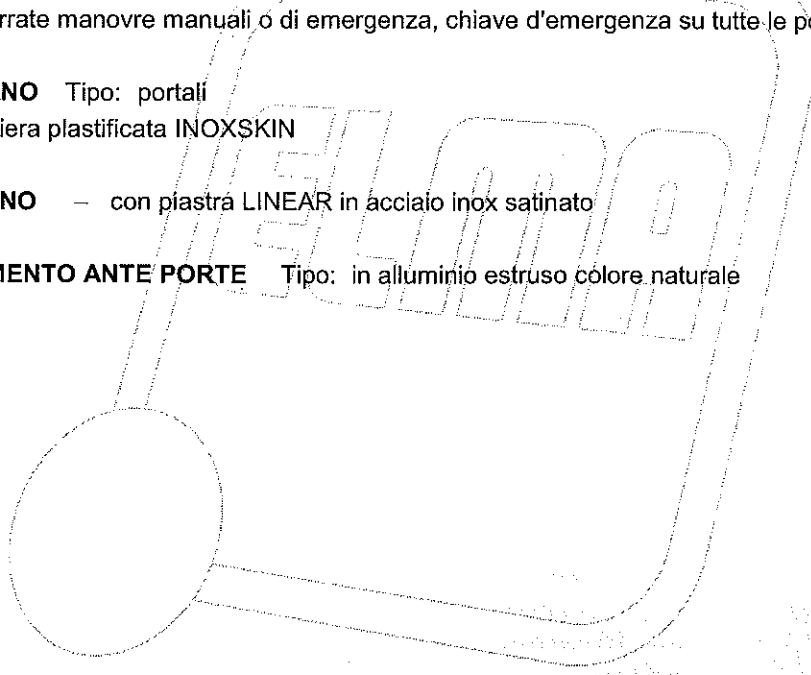 rrate manovre manuali o di emergenza, chiave d'emergenza su tutte le po
NO Tipo: portali
iera plastificata INOXSKIN
NO – con piastra LINEAR in acciaio inox satinato
ELMA
MENTO ANTE PORTE Tipo: in alluminio estruso colore naturale